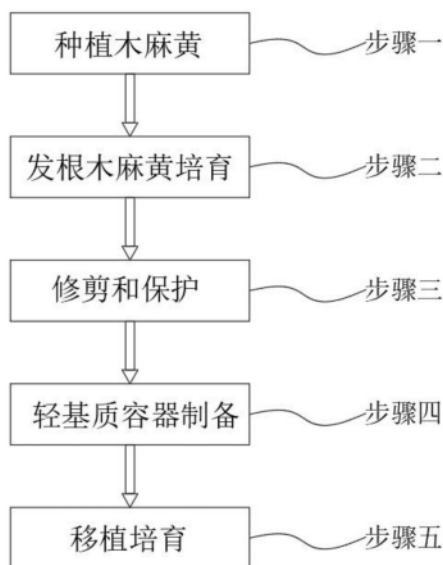 种植木麻黄
步骤一
发根木麻黄培育
步骤二
修剪和保护
步骤三
轻基质容器制备
步骤四
移植培育
步骤五